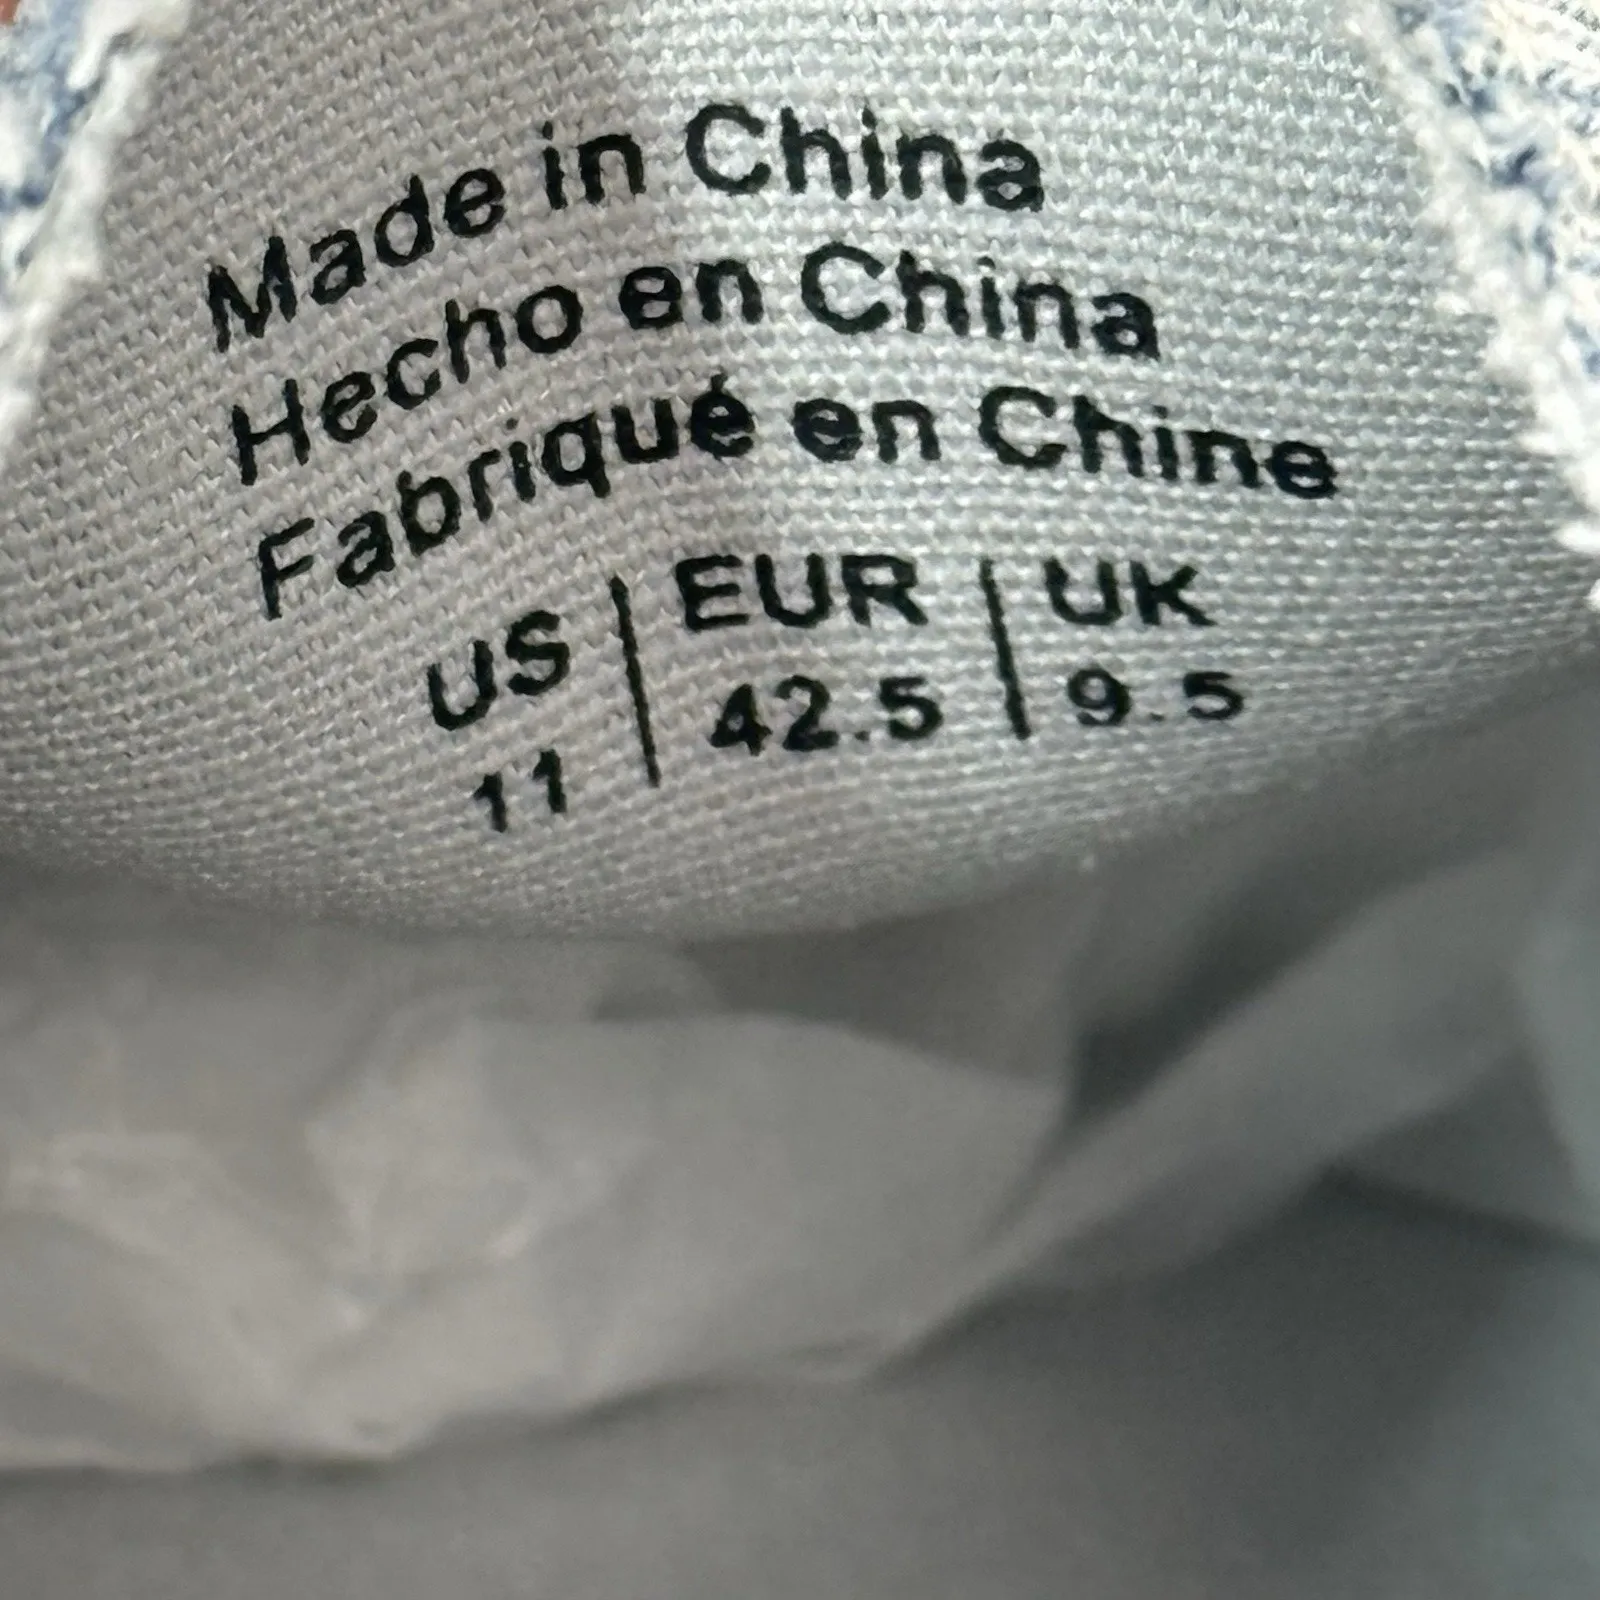 Made in China
Hecho en China
Fabriqué en Chine
US | EUR | UK
11 | 42.5 | 9.5